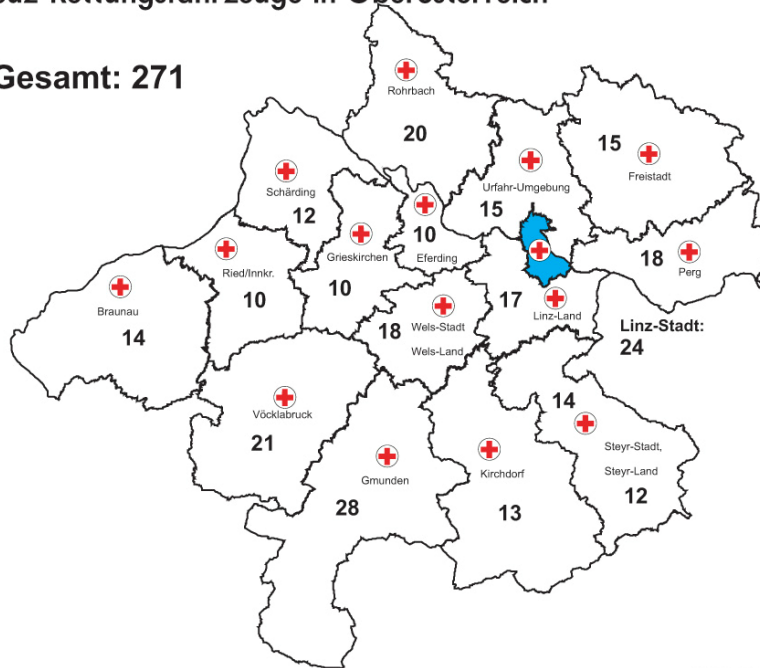 Gesamt: 271
Rohrbach
20
15
Freistadt
Schärding
12
Urfahr-Umgebung
15
Grieskirchen
10
10
Eferding
Ried/Innkr.
10
18
Perg
Braunau
14
17
Linz-Land
18
Wels-Stadt
Wels-Land
Linz-Stadt:
24
Vöcklabruck
21
14
Steyr-Stadt,
Steyr-Land
12
Gmunden
28
Kirchdorf
13